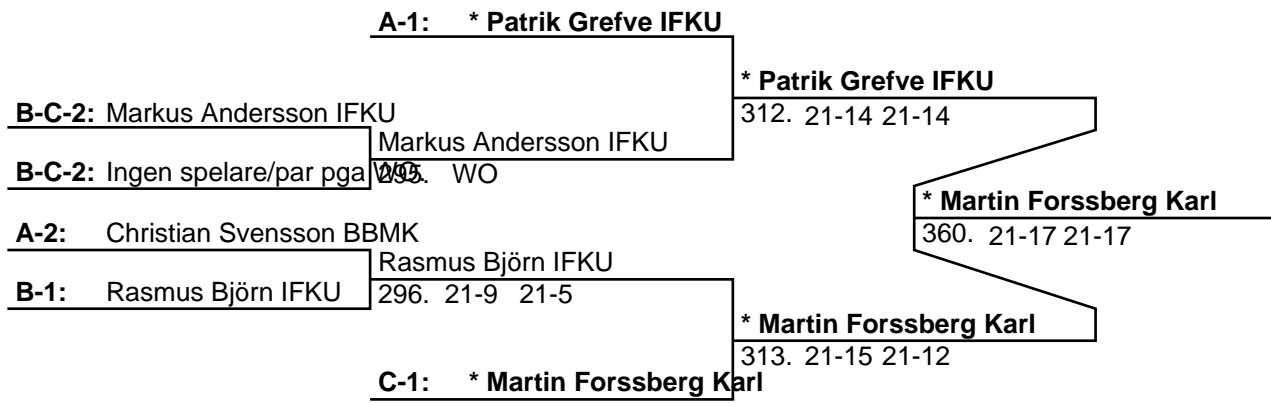 A-1: * Patrik Grefve IFKU
* Patrik Grefve IFKU
B-C-2: Markus Andersson IFKU
312. 21-14 21-14
Markus Andersson IFKU
B-C-2: Ingen spelare/par pga WO.
295. WO
* Martin Forssberg Karl
A-2: Christian Svensson BBMK
360. 21-17 21-17
Rasmus Björn IFKU
B-1: Rasmus Björn IFKU
296. 21-9 21-5
* Martin Forssberg Karl
313. 21-15 21-12
C-1: * Martin Forssberg Karl